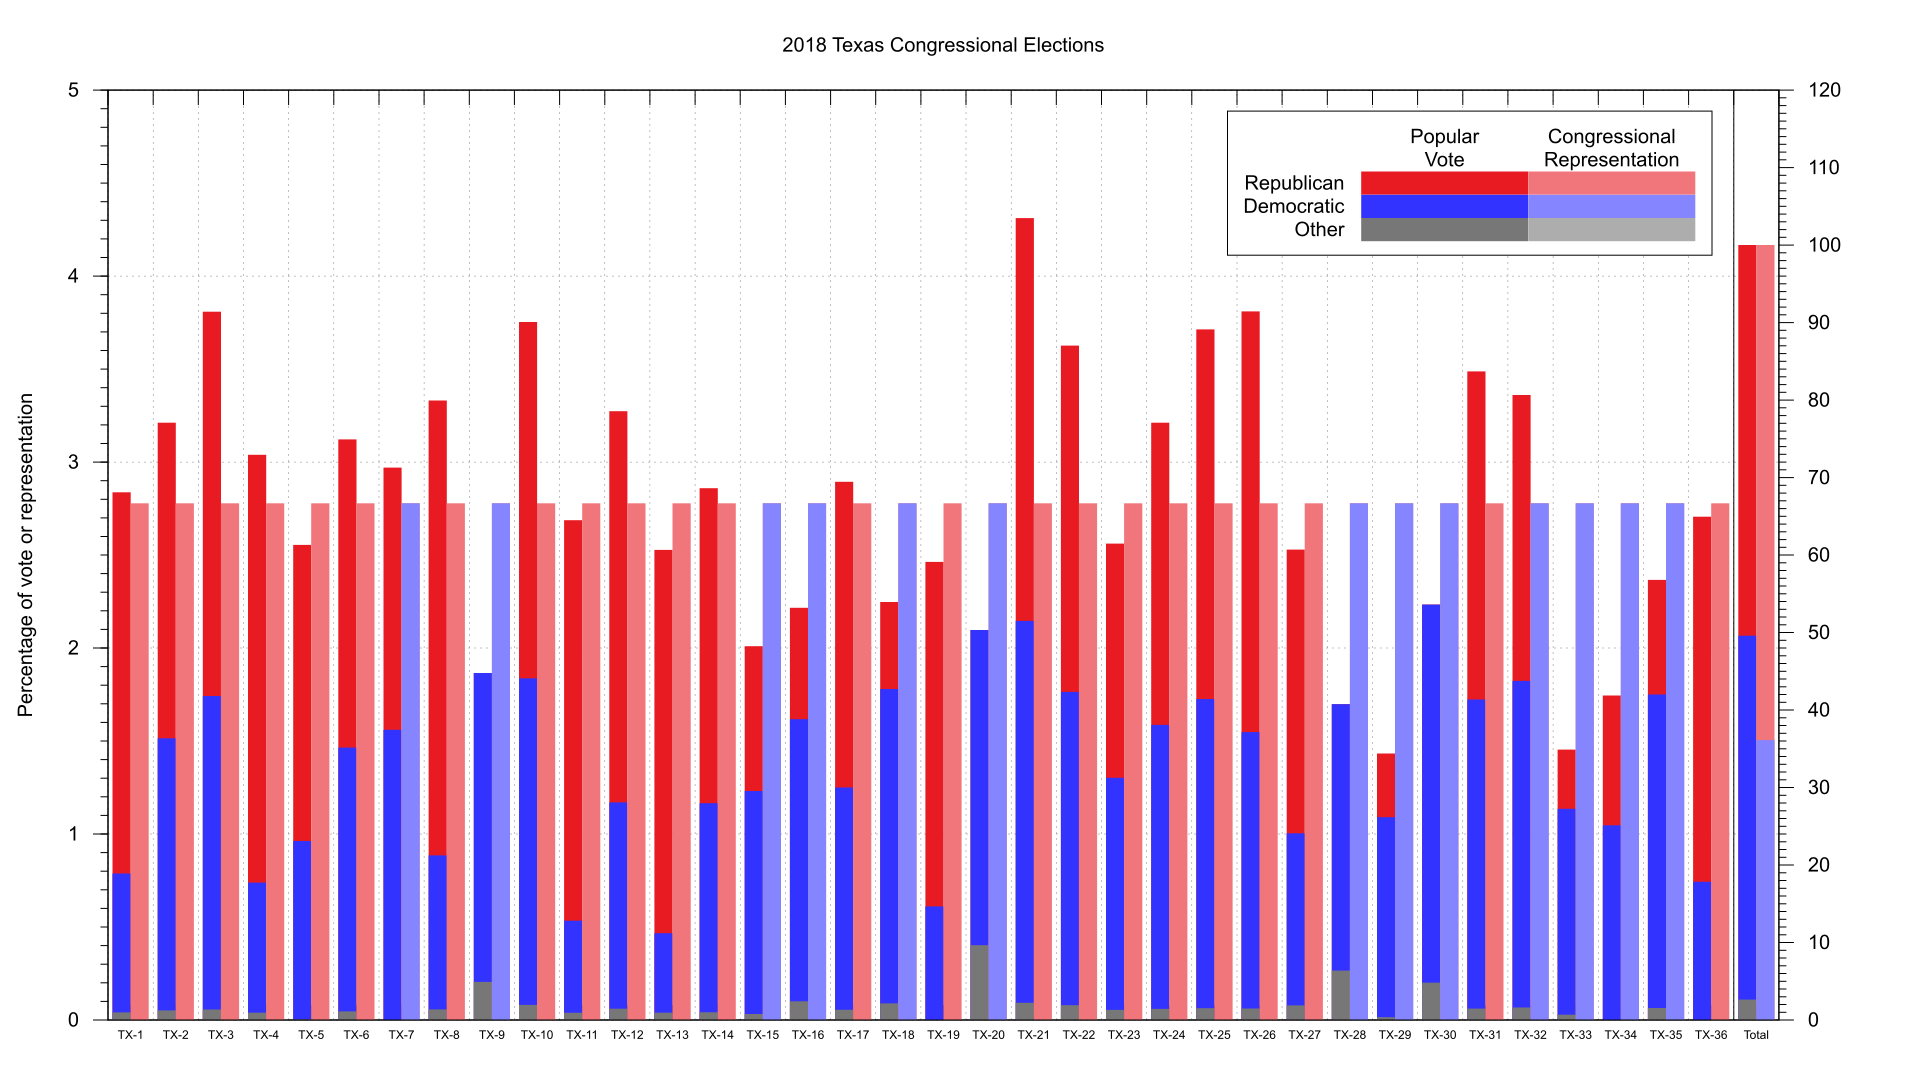 2018 Texas Congressional Elections
5
4
3
2
1
0
120
110
100
90
80
70
60
50
40
30
20
10
0
Percentage of vote or representation
Popular Congressional
Vote Representation
Republican
Democratic
Other
TX-1 TX-2 TX-3 TX-4 TX-5 TX-6 TX-7 TX-8 TX-9 TX-10 TX-11 TX-12 TX-13 TX-14 TX-15 TX-16 TX-17 TX-18 TX-19 TX-20 TX-21 TX-22 TX-23 TX-24 TX-25 TX-26 TX-27 TX-28 TX-29 TX-30 TX-31 TX-32 TX-33 TX-34 TX-35 TX-36 Total